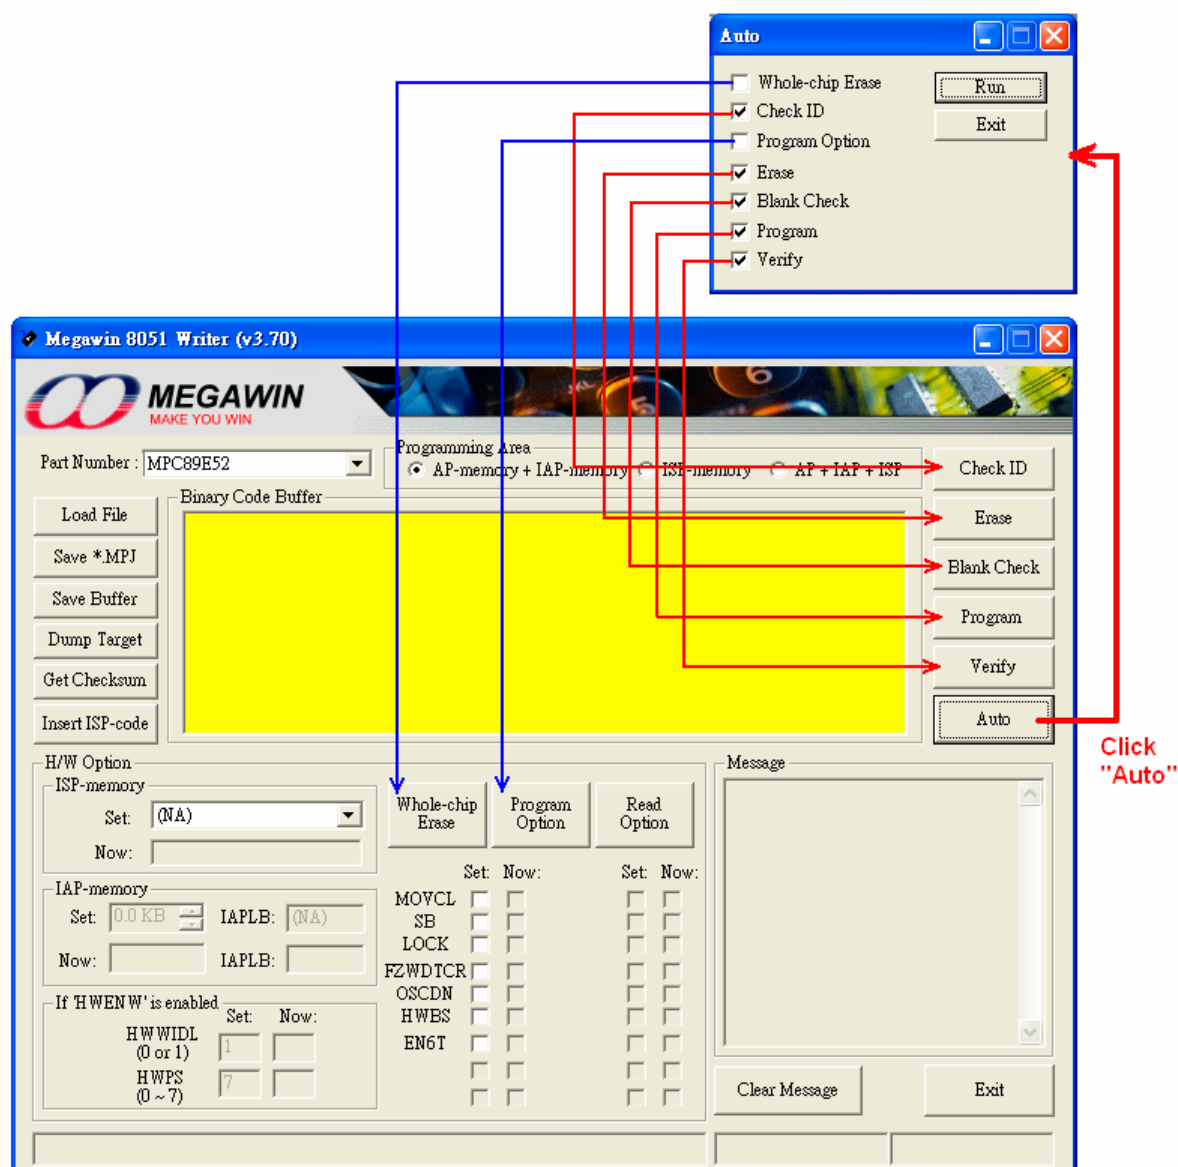 Auto
Whole-chip Erase
Run
Check ID
Exit
Program Option
Erase
Blank Check
Program
Verify
Megawin 8051 Writer (v3.70)
MEGAWIN
MAKE YOU WIN
Part Number : MPC89E52
Programming Area
AP-memory + IAP-memory
ISP-memory
AP + IAP + ISP
Check ID
Binary Code Buffer
Load File
Erase
Save *.MPJ
Blank Check
Save Buffer
Program
Dump Target
Verify
Get Checksum
Insert ISP-code
Auto
Click
"Auto"
H/W Option
ISP-memory
Set: (NA)
Now:
Whole-chip
Erase
Program
Option
Read
Option
Message
Set: Now: Set: Now:
IAP-memory
Set: 0.0 KB IAPLB: (NA)
Now: IAPLB:
MOVCL
SB
LOCK
FZWDTCR
OSCDN
HWBS
EN6T
If 'HWENW' is enabled
Set: Now:
HWWIDL
(0 or 1)
1
HWPS
(0 ~ 7)
7
Clear Message
Exit